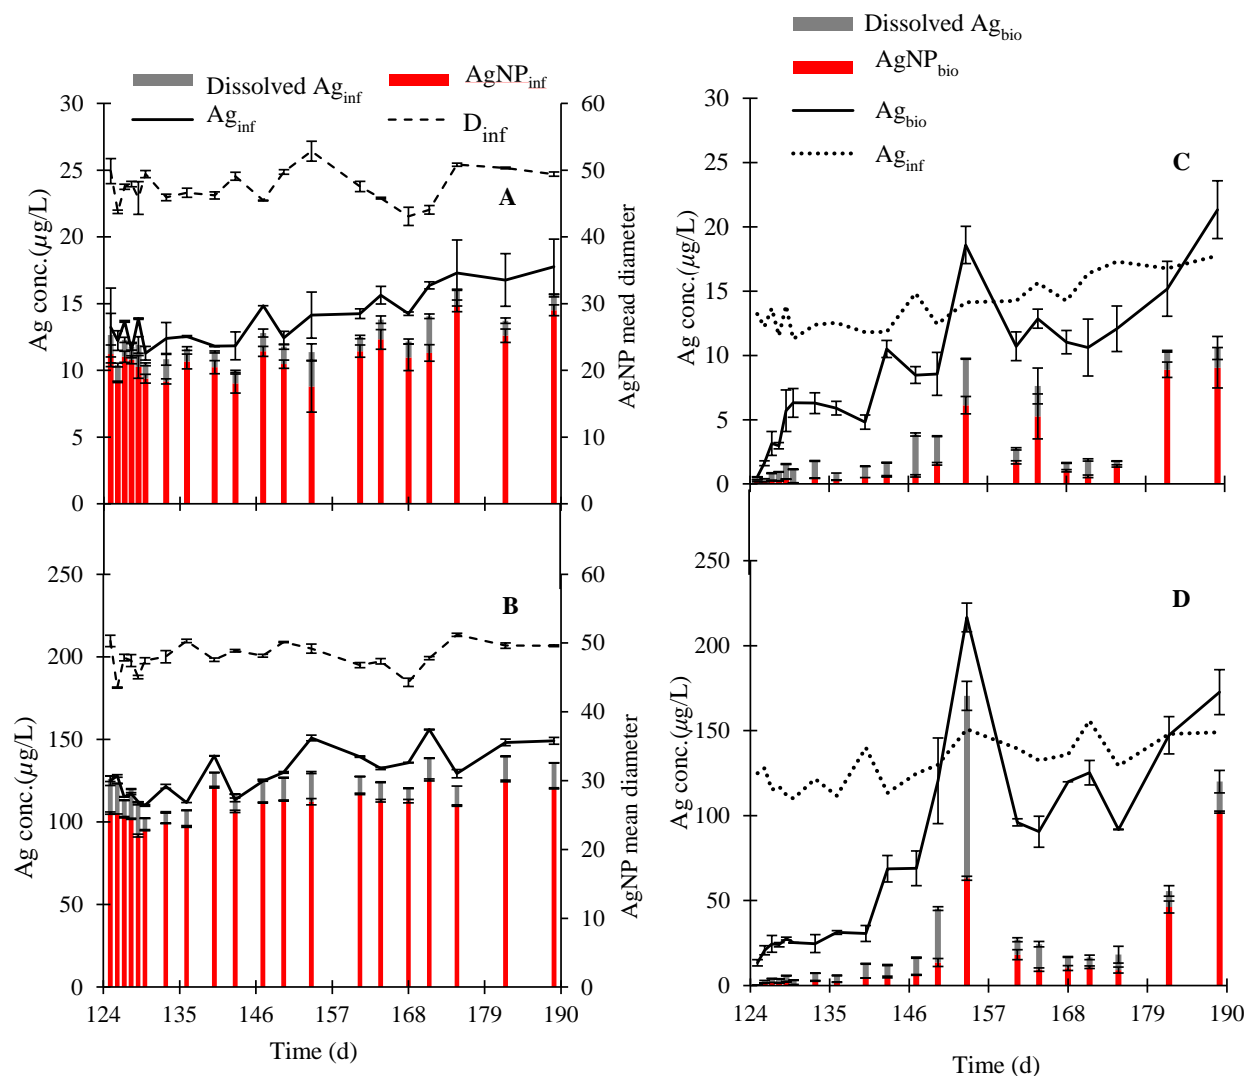 Dissolved Ag_inf
AgNP_inf
Ag_inf
D_inf
30
25
20
15
10
5
0
60
50
40
30
20
10
0
A
Ag conc.(µg/L)
AgNP mead diameter
250
200
150
100
50
0
60
50
40
30
20
10
0
B
Ag conc.(µg/L)
AgNP mean diameter
124 135 146 157 168 179 190
Time (d)
Dissolved Ag_bio
AgNP_bio
Ag_bio
Ag_inf
30
25
20
15
10
5
0
C
Ag conc.(µg/L)
250
200
150
100
50
0
D
Ag conc.(µg/L)
124 135 146 157 168 179 190
Time (d)